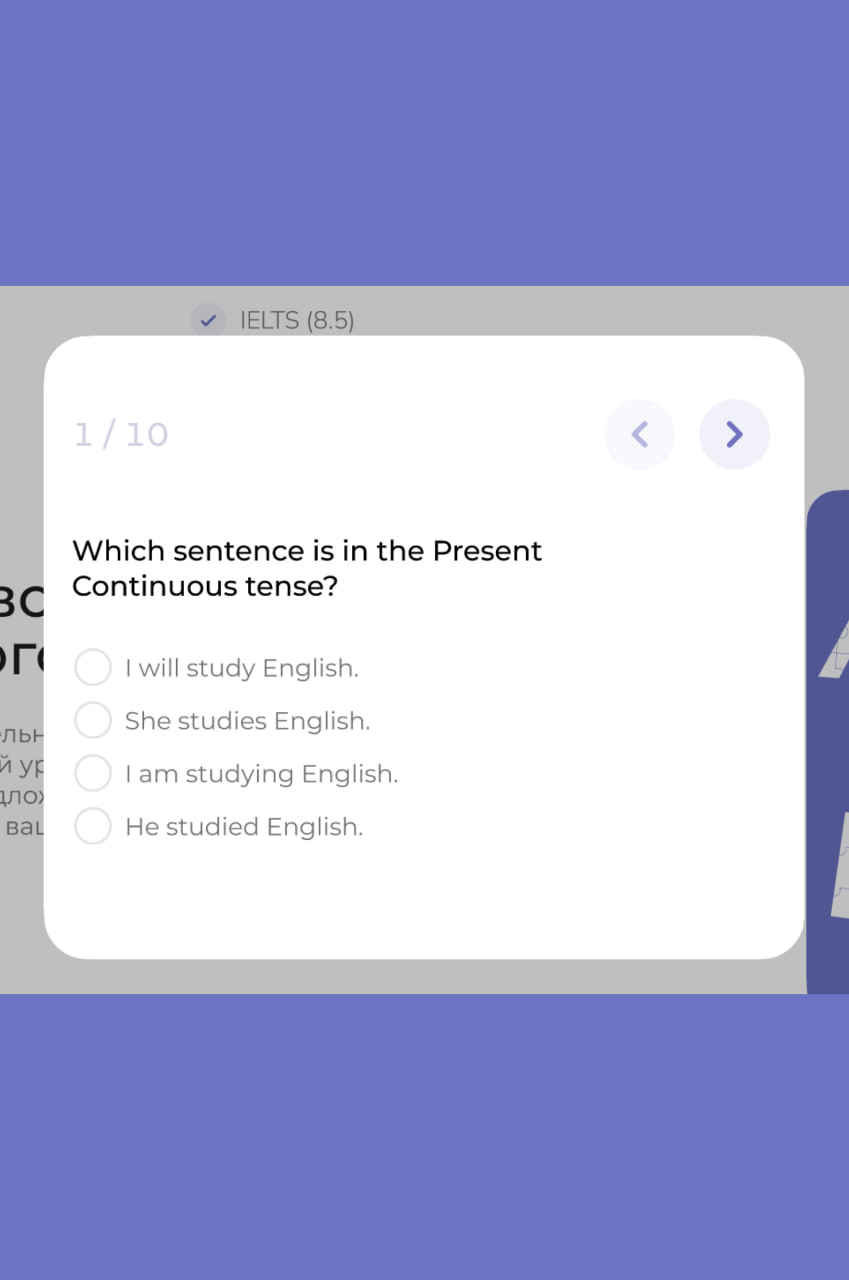 IELTS (8.5)
1 / 10
Which sentence is in the Present
Continuous tense?
I will study English.
She studies English.
I am studying English.
He studied English.